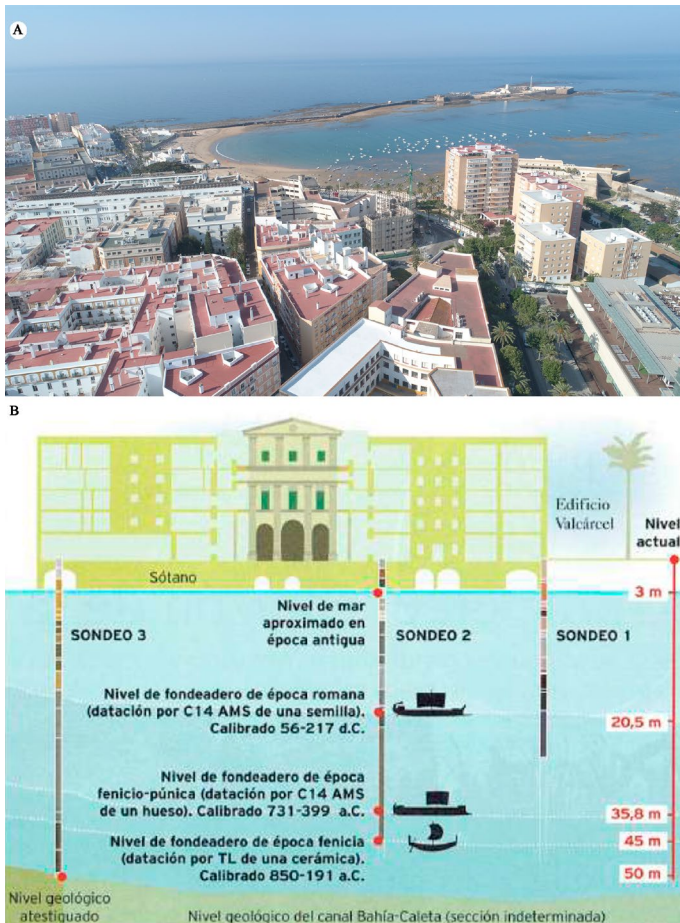 A
B
Edificio
Valcárcel
Nivel
actual
Sótano
3 m
Nivel de mar
aproximado en
época antigua
SONDEO 3
SONDEO 2
SONDEO 1
Nivel de fondeadero de época romana
(datación por C14 AMS de una semilla).
Calibrado 56-217 d.C.
20,5 m
Nivel de fondeadero de época
fenicio-púnica (datación por C14 AMS
de un hueso). Calibrado 731-399 a.C.
35,8 m
Nivel de fondeadero de época fenicia
(datación por TL de una cerámica).
Calibrado 850-191 a.C.
45 m
50 m
Nivel geológico
atestiguado
Nivel geológico del canal Bahía-Caleta (sección indeterminada)